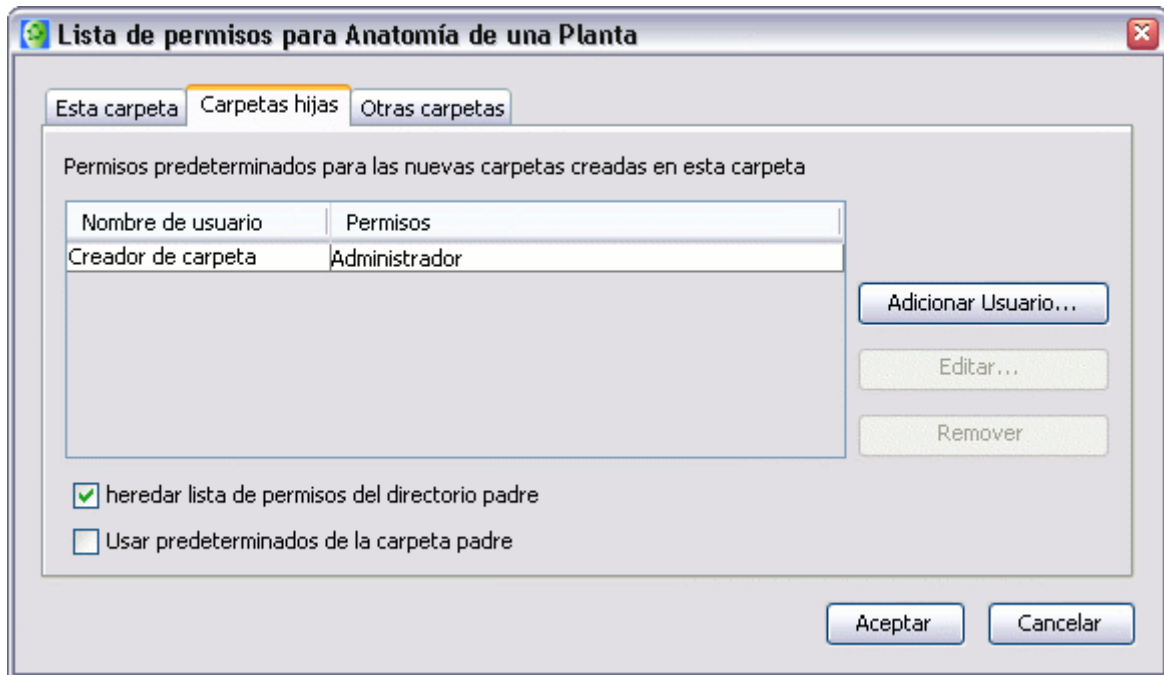 Lista de permisos para Anatomía de una Planta
Esta carpeta Carpetas hijas Otras carpetas
Permisos predeterminados para las nuevas carpetas creadas en esta carpeta
Nombre de usuario Permisos
Creador de carpeta Administrador
Adicionar Usuario...
Editar...
Remover
heredar lista de permisos del directorio padre
Usar predeterminados de la carpeta padre
Aceptar Cancelar